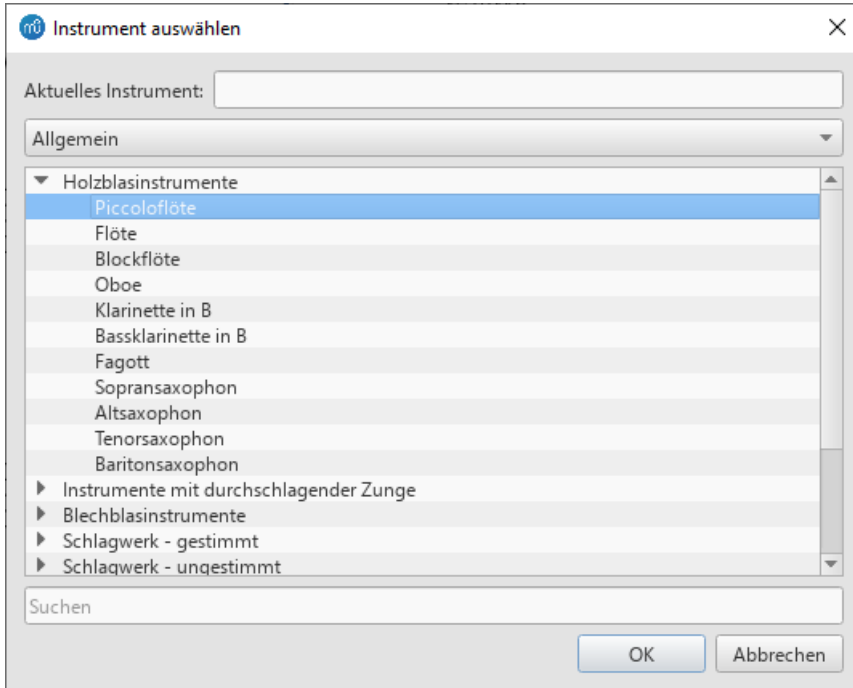 Instrument auswählen
Aktuelles Instrument:
Allgemein
Holzblasinstrumente
Piccoloflöte
Flöte
Blockflöte
Oboe
Klarinette in B
Bassklarinette in B
Fagott
Sopransaxophon
Altsaxophon
Tenorsaxophon
Baritonsaxophon
Instrumente mit durchschlagender Zunge
Blechblasinstrumente
Schlagwerk - gestimmt
Schlagwerk - ungestimmt
Suchen
OK Abbrechen